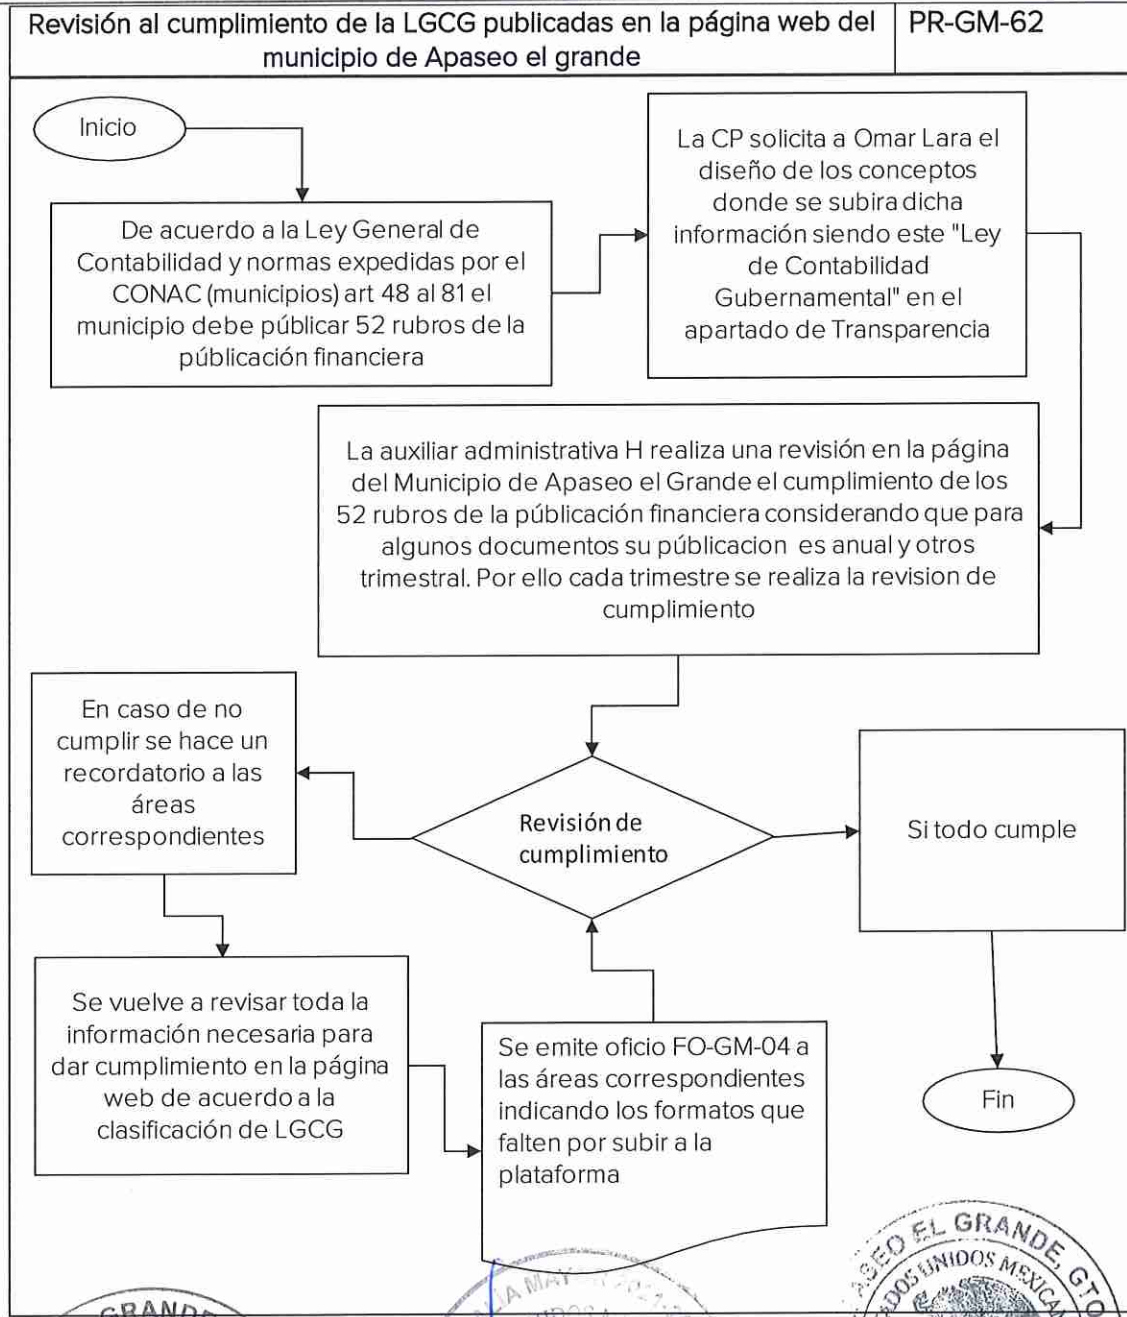 Revisión al cumplimiento de la LGCG publicadas en la página web del
municipio de Apaseo el grande
PR-GM-62
Inicio
De acuerdo a la Ley General de
Contabilidad y normas expedidas por el
CONAC (municipios) art 48 al 81 el
municipio debe públicar 52 rubros de la
públicación financiera
La CP solicita a Omar Lara el
diseño de los conceptos
donde se subira dicha
información siendo este "Ley
de Contabilidad
Gubernamental" en el
apartado de Transparencia
La auxiliar administrativa H realiza una revisión en la página
del Municipio de Apaseo el Grande el cumplimiento de los
52 rubros de la públicación financiera considerando que para
algunos documentos su públicacion es anual y otros
trimestral. Por ello cada trimestre se realiza la revision de
cumplimiento
En caso de no
cumplir se hace un
recordatorio a las
áreas
correspondientes
Revisión de
cumplimiento
Si todo cumple
Se vuelve a revisar toda la
información necesaria para
dar cumplimiento en la página
web de acuerdo a la
clasificación de LGCG
Se emite oficio FO-GM-04 a
las áreas correspondientes
indicando los formatos que
falten por subir a la
plataforma
Fin
GRANDE
EL GRANDE, GTO
UNIDOS